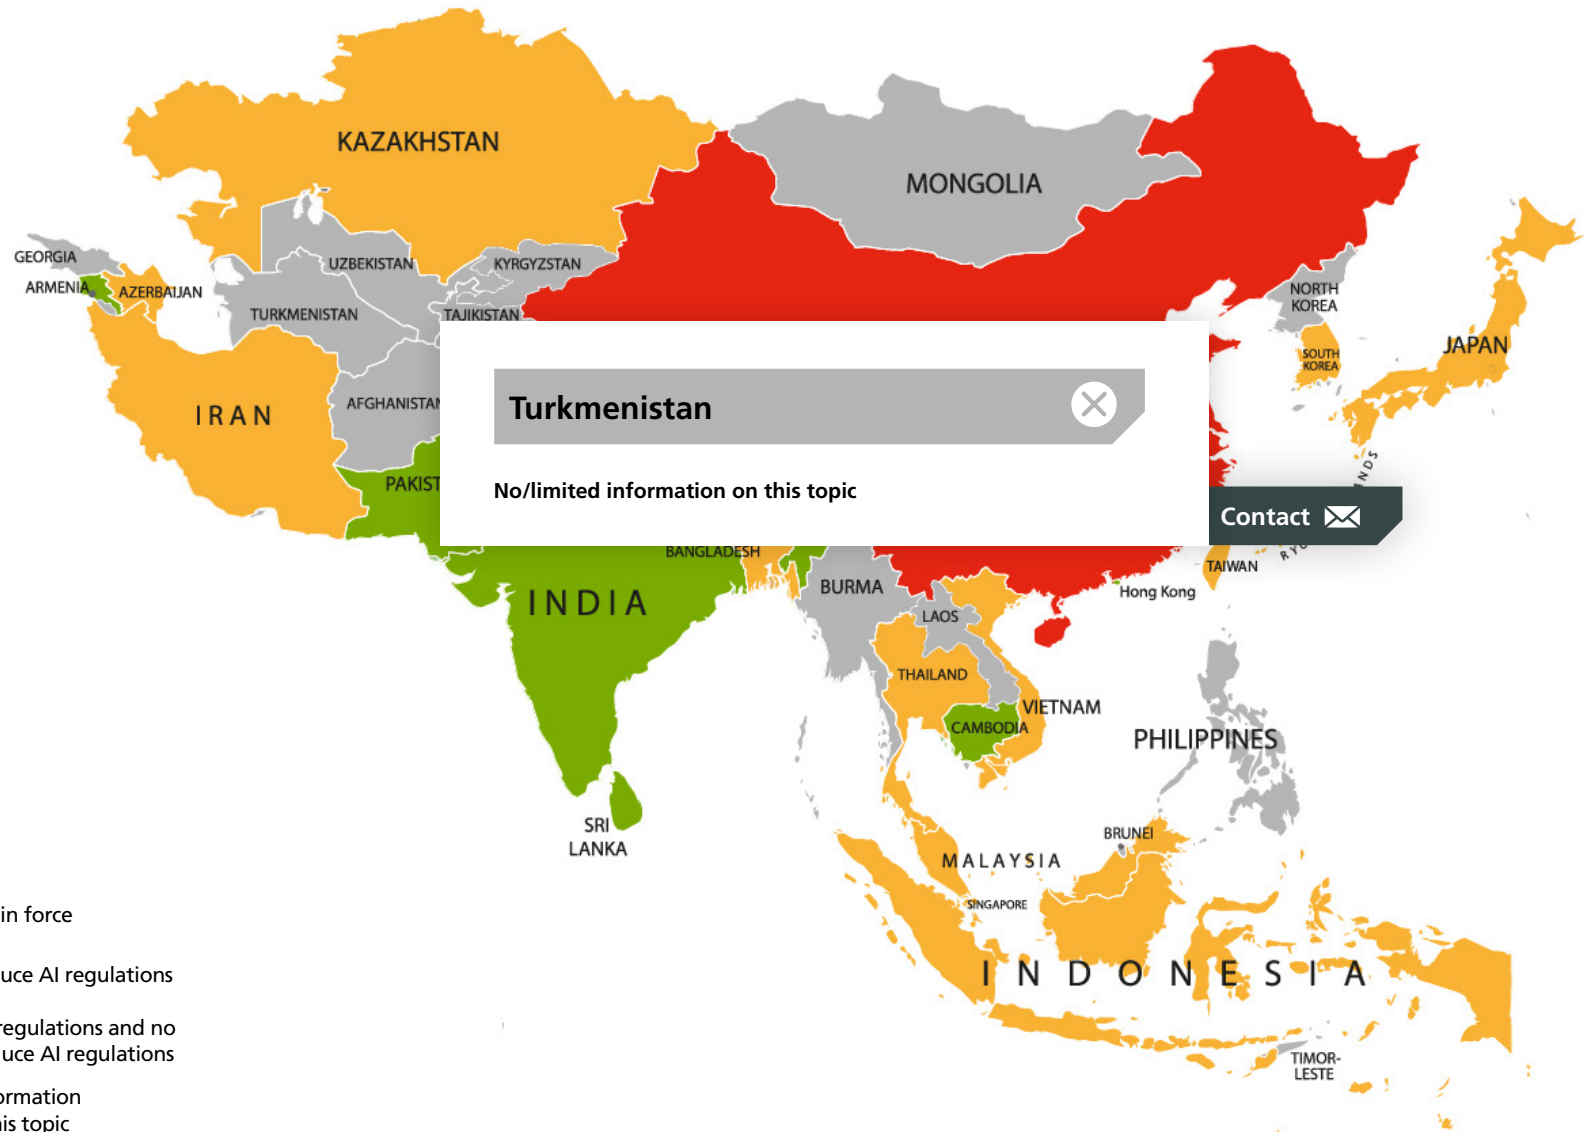 KAZAKHSTAN
MONGOLIA
GEORGIA
UZBEKISTAN
KYRGYZSTAN
ARMENIA
AZERBAIJAN
NORTH
KOREA
TURKMENISTAN
TAJIKISTAN
JAPAN
SOUTH
KOREA
IRAN
AFGHANISTAN
Turkmenistan
PAKIST
No/limited information on this topic
Contact
NDS
RYU
BANGLADESH
TAIWAN
BURMA
Hong Kong
INDIA
LAOS
THAILAND
VIETNAM
CAMBODIA
PHILIPPINES
SRI
LANKA
BRUNEI
MALAYSIA
SINGAPORE
INDONESIA
TIMOR-
LESTE
in force
uce AI regulations
regulations and no
uce AI regulations
ormation
is topic